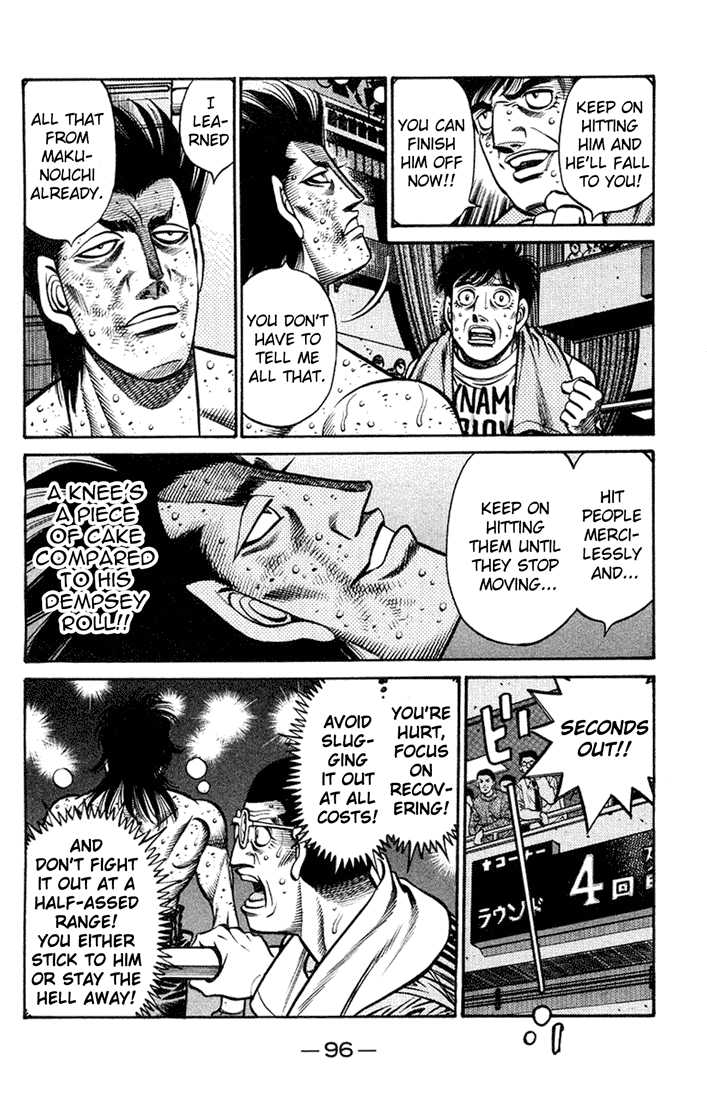 KEEP ON
HITTING
HIM AND
HE'LL FALL
TO YOU!
YOU CAN
FINISH
HIM OFF
NOW!!
YOU DON'T
HAVE TO
TELL ME
ALL THAT.
I
LEA-
RNED
ALL THAT
FROM
MAKU-
NOUCHI
ALREADY.
HIT
PEOPLE
MERCI-
LESSLY
AND...
KEEP ON
HITTING
THEM UNTIL
THEY STOP
MOVING...
A KNEE'S
A PIECE
OF CAKE
COMPARED
TO HIS
DEMPSEY
ROLL!!
SECONDS
OUT!!
ビーッ
ラウンド
4回
YOU'RE
HURT,
FOCUS
ON
RECOV-
ERING!
AVOID
SLUG-
GING
IT OUT
AT ALL
COSTS!
AND
DON'T FIGHT
IT OUT AT A
HALF-ASSED
RANGE!
YOU EITHER
STICK TO HIM
OR STAY THE
HELL AWAY!
—96—